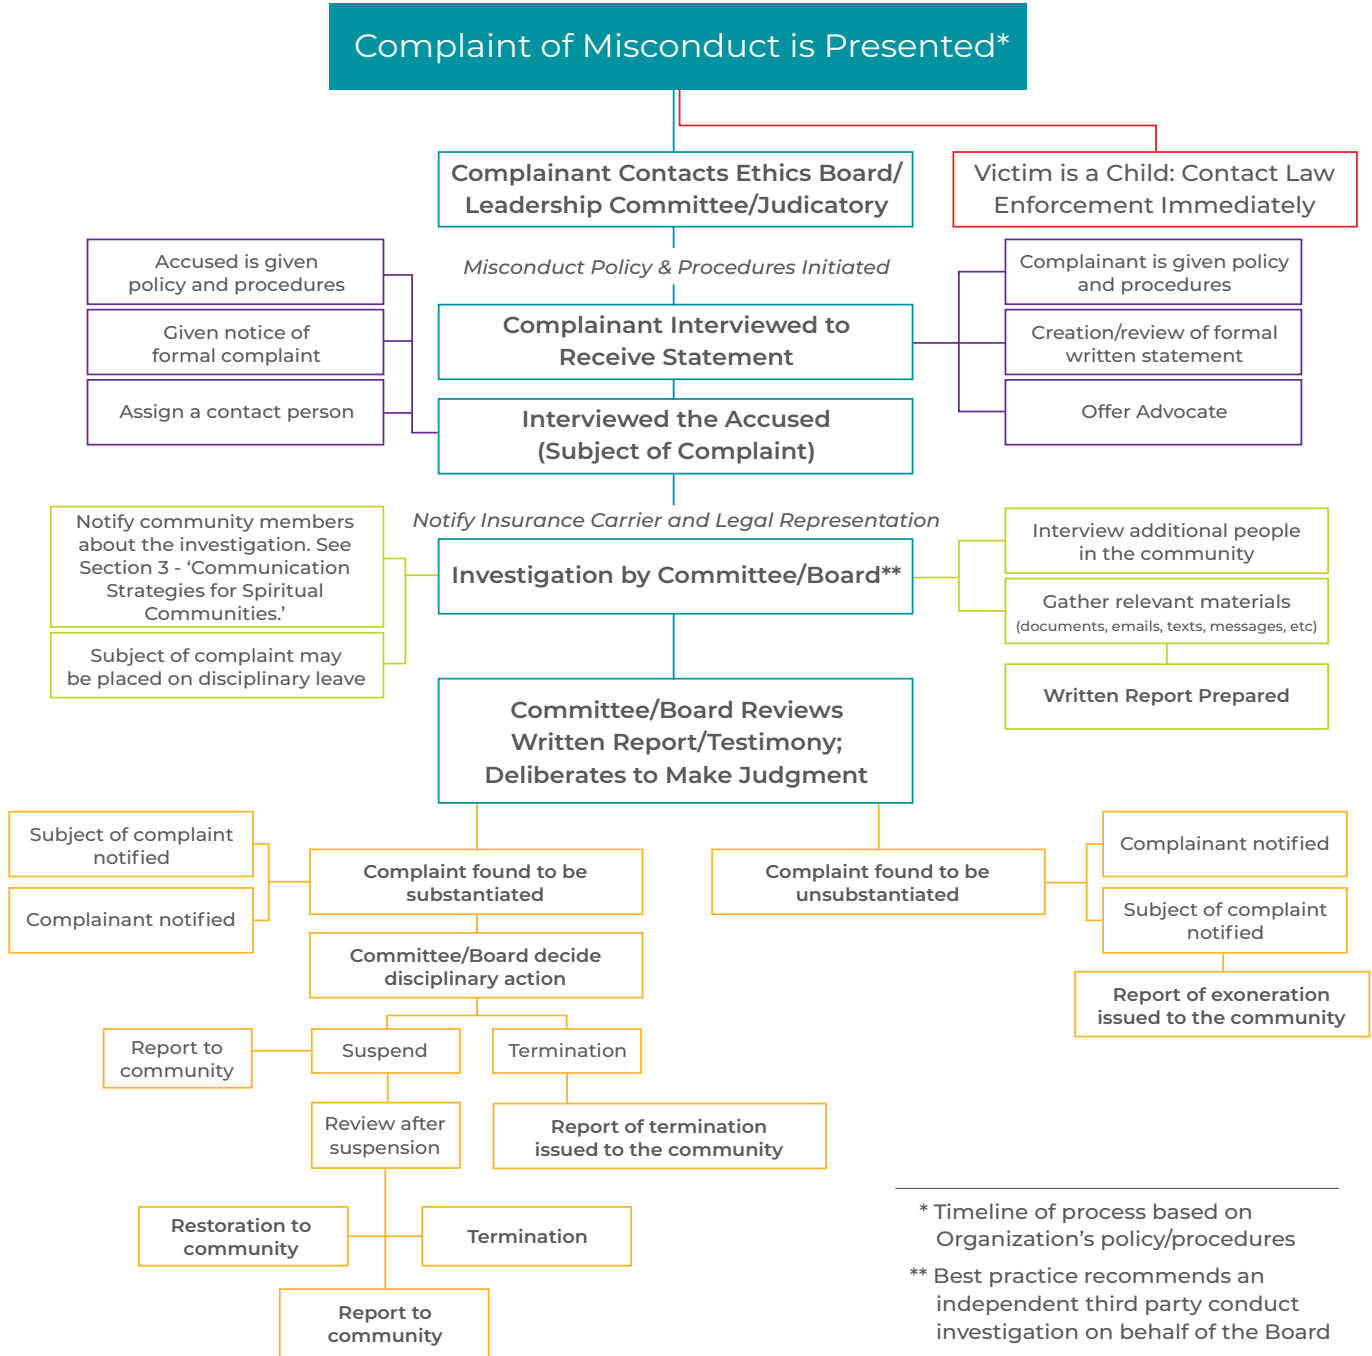 Complaint of Misconduct is Presented*
Complainant Contacts Ethics Board/
Leadership Committee/Judicatory
Victim is a Child: Contact Law
Enforcement Immediately
Misconduct Policy & Procedures Initiated
Accused is given
policy and procedures
Given notice of
formal complaint
Assign a contact person
Complainant Interviewed to
Receive Statement
Complainant is given policy
and procedures
Creation/review of formal
written statement
Offer Advocate
Interviewed the Accused
(Subject of Complaint)
Notify Insurance Carrier and Legal Representation
Notify community members
about the investigation. See
Section 3 - ‘Communication
Strategies for Spiritual
Communities.’
Subject of complaint may
be placed on disciplinary leave
Investigation by Committee/Board**
Interview additional people
in the community
Gather relevant materials
(documents, emails, texts, messages, etc)
Written Report Prepared
Committee/Board Reviews
Written Report/Testimony;
Deliberates to Make Judgment
Subject of complaint
notified
Complainant notified
Complaint found to be
substantiated
Complaint found to be
unsubstantiated
Complainant notified
Subject of complaint
notified
Report of exoneration
issued to the community
Committee/Board decide
disciplinary action
Report to
community
Suspend
Termination
Review after
suspension
Report of termination
issued to the community
Restoration to
community
Termination
Report to
community
* Timeline of process based on
Organization’s policy/procedures
** Best practice recommends an
independent third party conduct
investigation on behalf of the Board